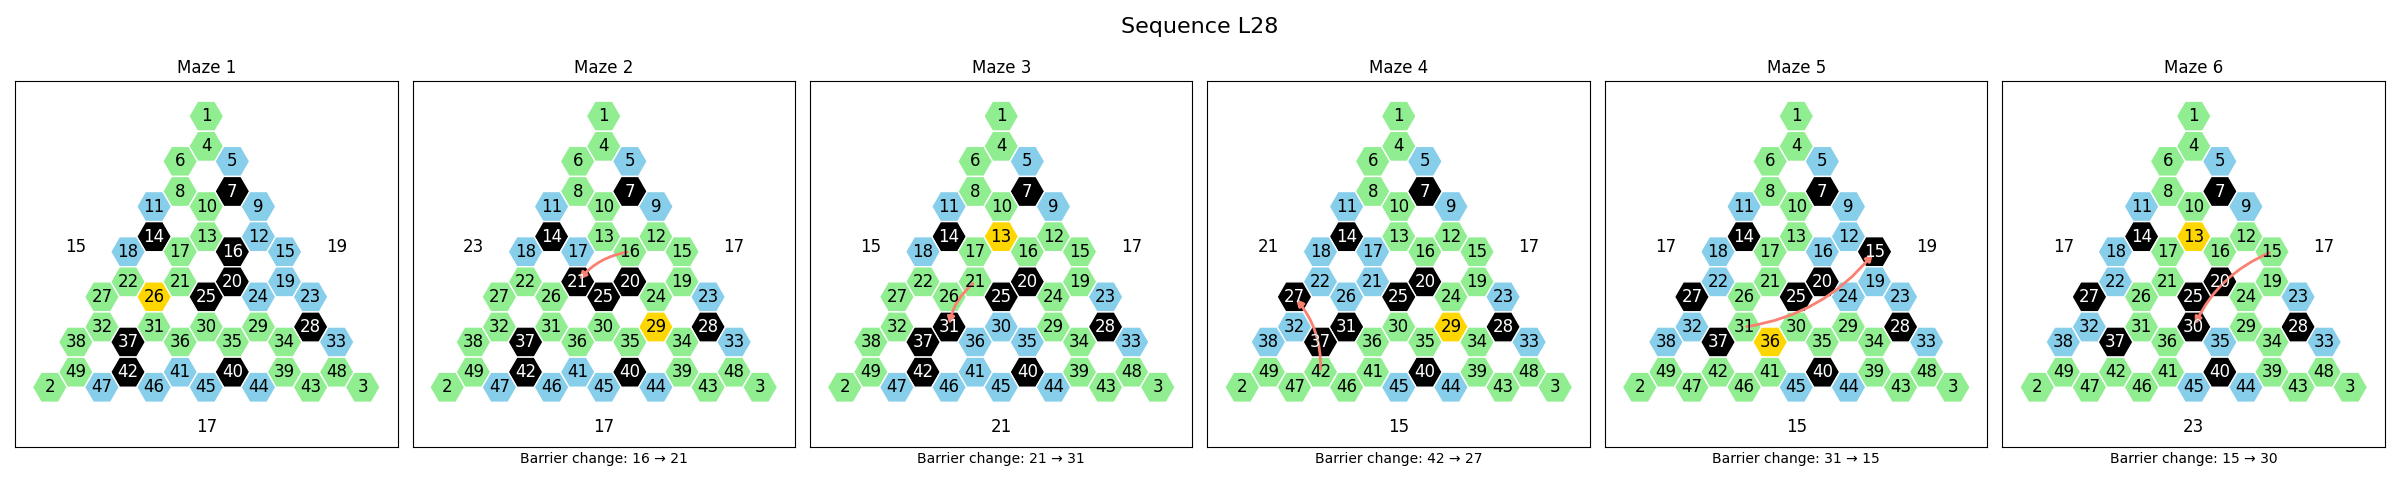 Sequence L28
Maze 1
1
4
6 5
8 7
11 10 9
14 13 12
15 18 17 16 15 19
22 21 20 19
27 26 25 24 23
32 31 30 29 28
38 37 36 35 34 33
49 42 41 40 39 48
2 47 46 45 44 43 3
17
Maze 2
1
4
6 5
8 7
11 10 9
14 13 12
23 18 17 16 15 17
22 21 20 19
27 26 25 24 23
32 31 30 29 28
38 37 36 35 34 33
49 42 41 40 39 48
2 47 46 45 44 43 3
17
Barrier change: 16 → 21
Maze 3
1
4
6 5
8 7
11 10 9
14 13 12
15 18 17 16 15 17
22 21 20 19
27 26 25 24 23
32 31 30 29 28
38 37 36 35 34 33
49 42 41 40 39 48
2 47 46 45 44 43 3
21
Barrier change: 21 → 31
Maze 4
1
4
6 5
8 7
11 10 9
14 13 12
21 18 17 16 15 17
22 21 20 19
27 26 25 24 23
32 31 30 29 28
38 37 36 35 34 33
49 42 41 40 39 48
2 47 46 45 44 43 3
15
Barrier change: 42 → 27
Maze 5
1
4
6 5
8 7
11 10 9
14 13 12
17 18 17 16 15 19
22 21 20 19
27 26 25 24 23
32 31 30 29 28
38 37 36 35 34 33
49 42 41 40 39 48
2 47 46 45 44 43 3
15
Barrier change: 31 → 15
Maze 6
1
4
6 5
8 7
11 10 9
14 13 12
17 18 17 16 15 17
22 21 20 19
27 26 25 24 23
32 31 30 29 28
38 37 36 35 34 33
49 42 41 40 39 48
2 47 46 45 44 43 3
23
Barrier change: 15 → 30